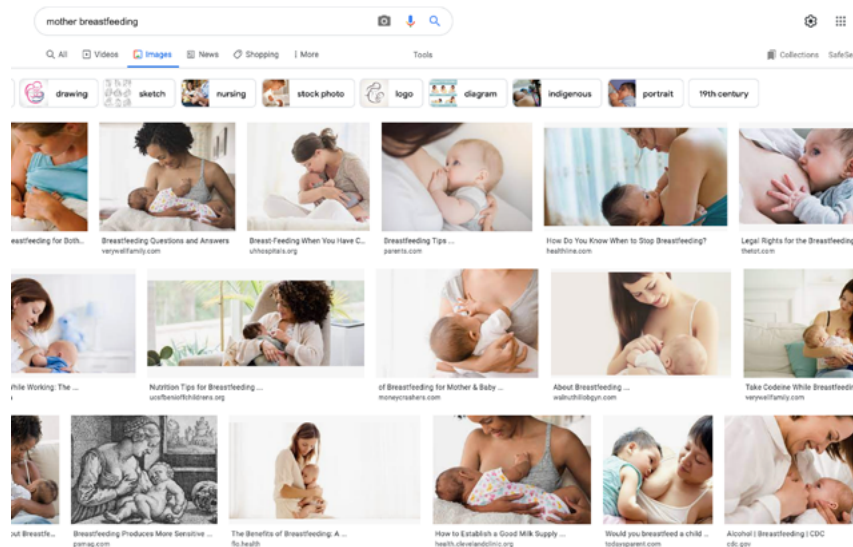 mother breastfeeding
All Videos Images News Shopping More Tools Collections SafeSe
drawing sketch nursing stock photo logo diagram indigenous portrait 19th century
eastfeeding for Both...
Breastfeeding Questions and Answers
verywellfamily.com
Breast-Feeding When You Have C...
uhhospitals.org
Breastfeeding Tips ...
parents.com
How Do You Know When to Stop Breastfeeding?
healthline.com
Legal Rights for the Breastfeeding
thetot.com
hile Working: The ...
Nutrition Tips for Breastfeeding ...
ucsfbenioffchildrens.org
of Breastfeeding for Mother & Baby ...
moneycrashers.com
About Breastfeeding ...
walnuthillobgyn.com
Take Codeine While Breastfeedin
verywellfamily.com
out Breastfe...
Breastfeeding Produces More Sensitive ...
psmag.com
The Benefits of Breastfeeding: A ...
flo.health
How to Establish a Good Milk Supply ...
health.clevelandclinic.org
Would you breastfeed a child ...
todaysparent.com
Alcohol | Breastfeeding | CDC
cdc.gov